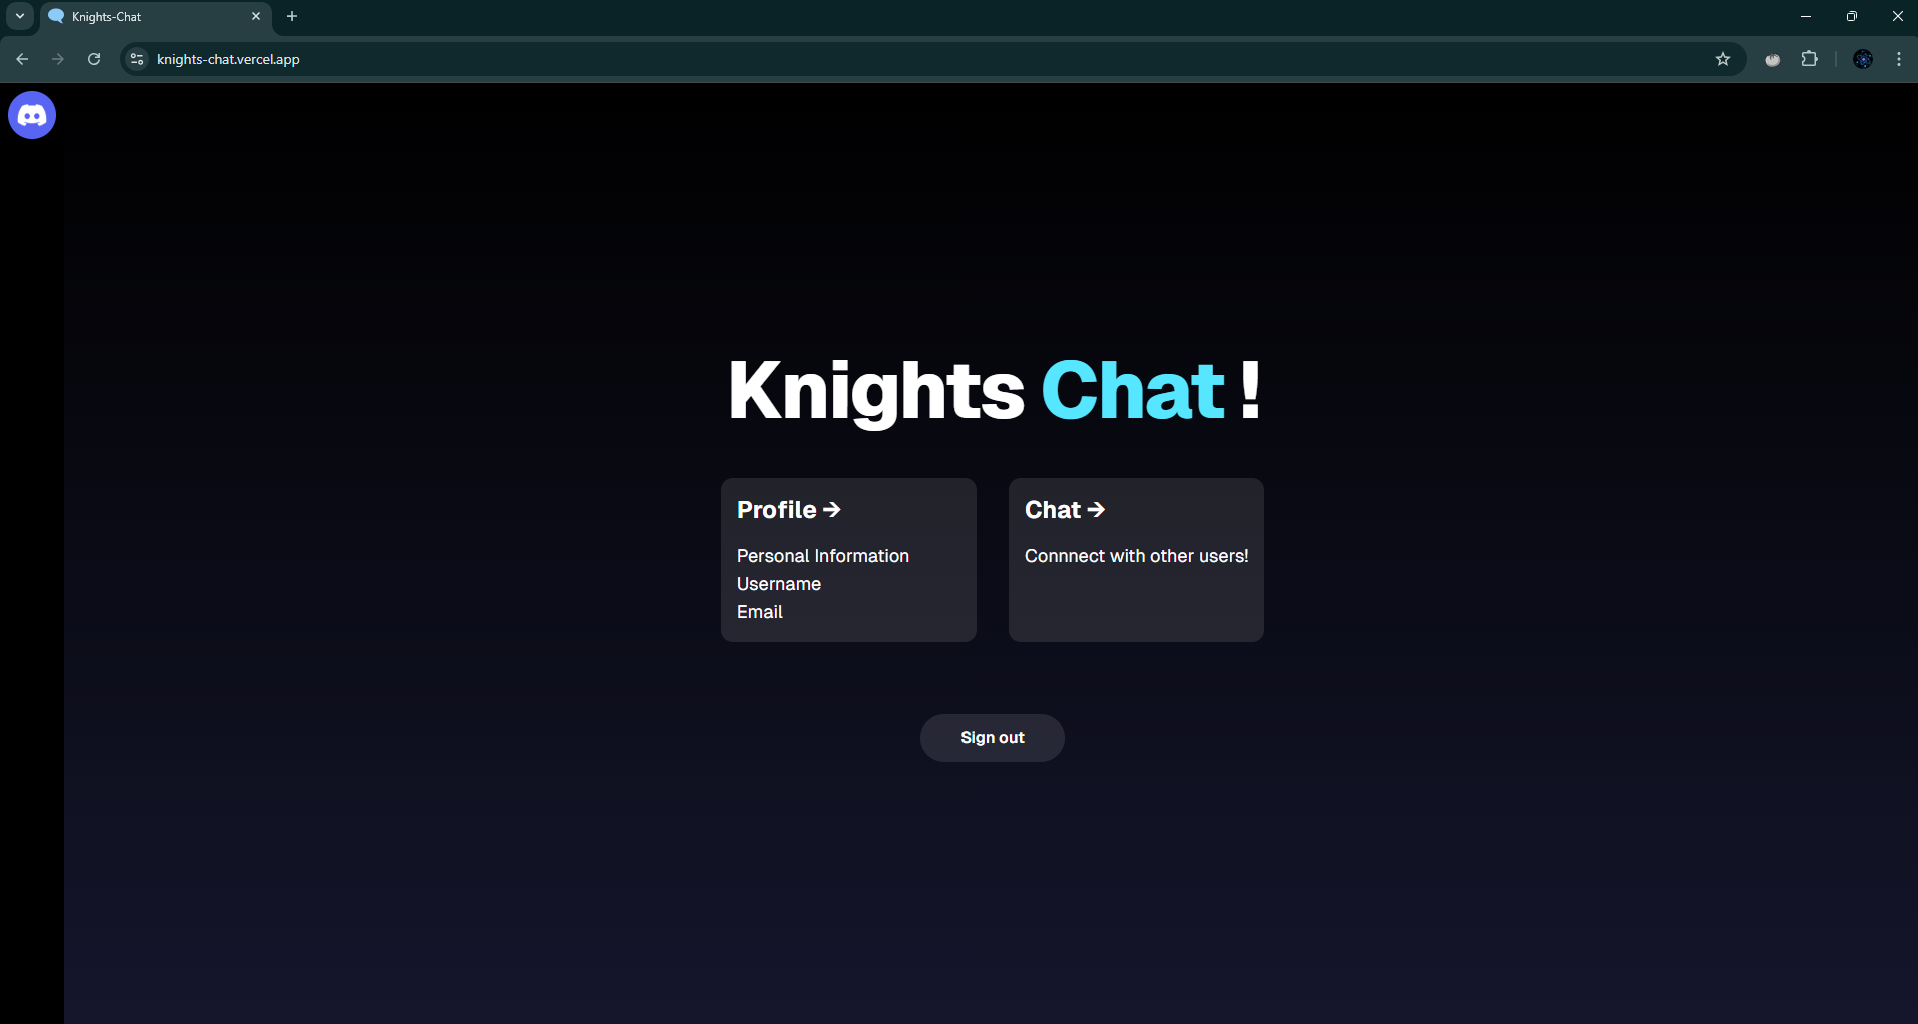 Knights-Chat
knights-chat.vercel.app
Knights Chat !
Profile →
Personal Information
Username
Email
Chat →
Connnect with other users!
Sign out